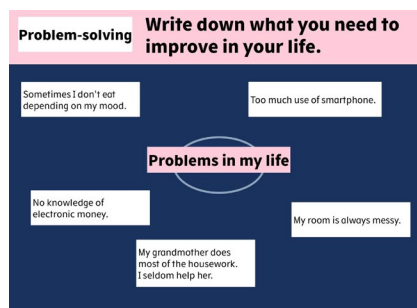 Problem-solving
Write down what you need to
improve in your life.
Sometimes I don't eat
depending on my mood.
Too much use of smartphone.
Problems in my life
No knowledge of
electronic money.
My room is always messy.
My grandmother does
most of the housework.
I seldom help her.